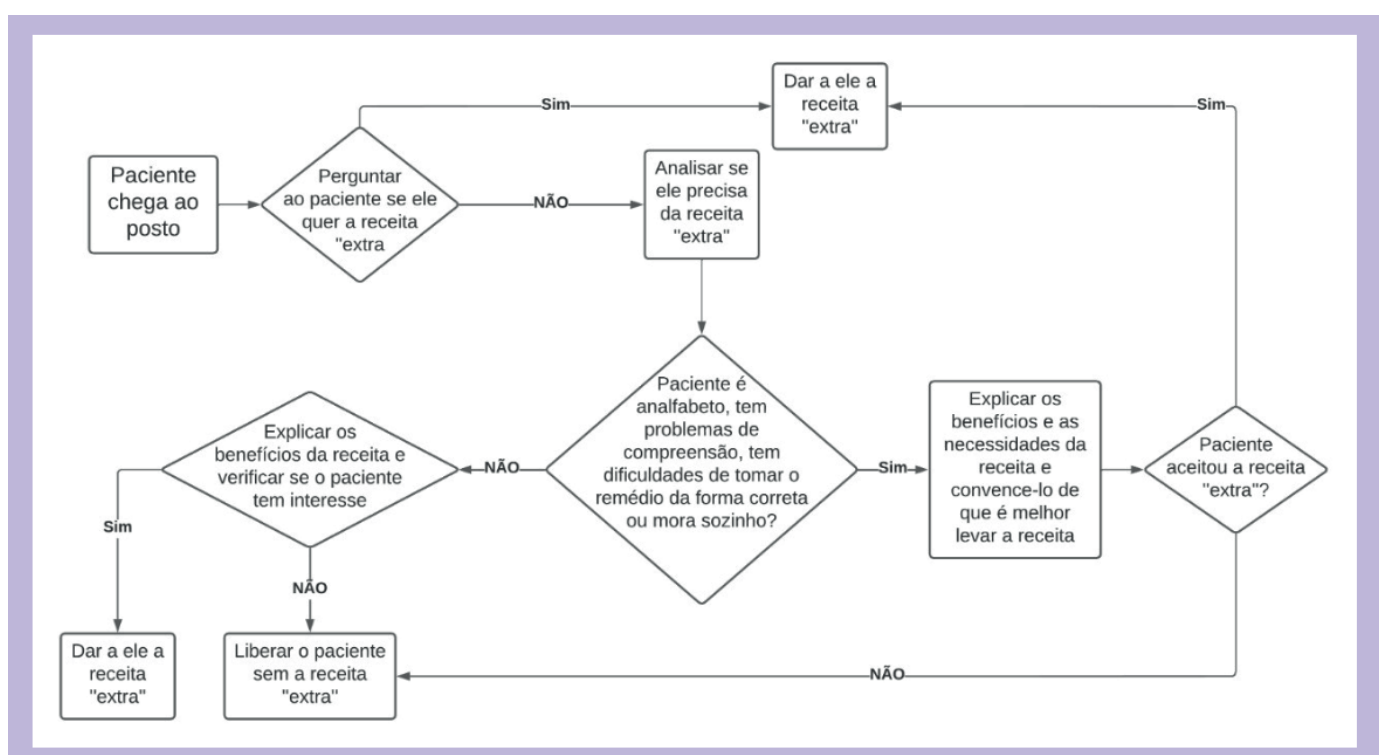 Paciente
chega ao
posto
Perguntar
ao paciente se ele
quer a receita
"extra
Sim
Dar a ele a
receita
"extra"
NÃO
Analisar se
ele precisa
da receita
"extra"
Paciente é
analfabeto, tem
problemas de
compreensão, tem
dificuldades de tomar o
remédio da forma correta
ou mora sozinho?
NÃO
Explicar os
benefícios da receita e
verificar se o paciente
tem interesse
Sim
Dar a ele a
receita
"extra"
NÃO
Liberar o paciente
sem a receita
"extra"
Sim
Explicar os
benefícios e as
necessidades da
receita e
convence-lo de
que é melhor
levar a receita
Paciente
aceitou a receita
"extra"?
Sim
NÃO